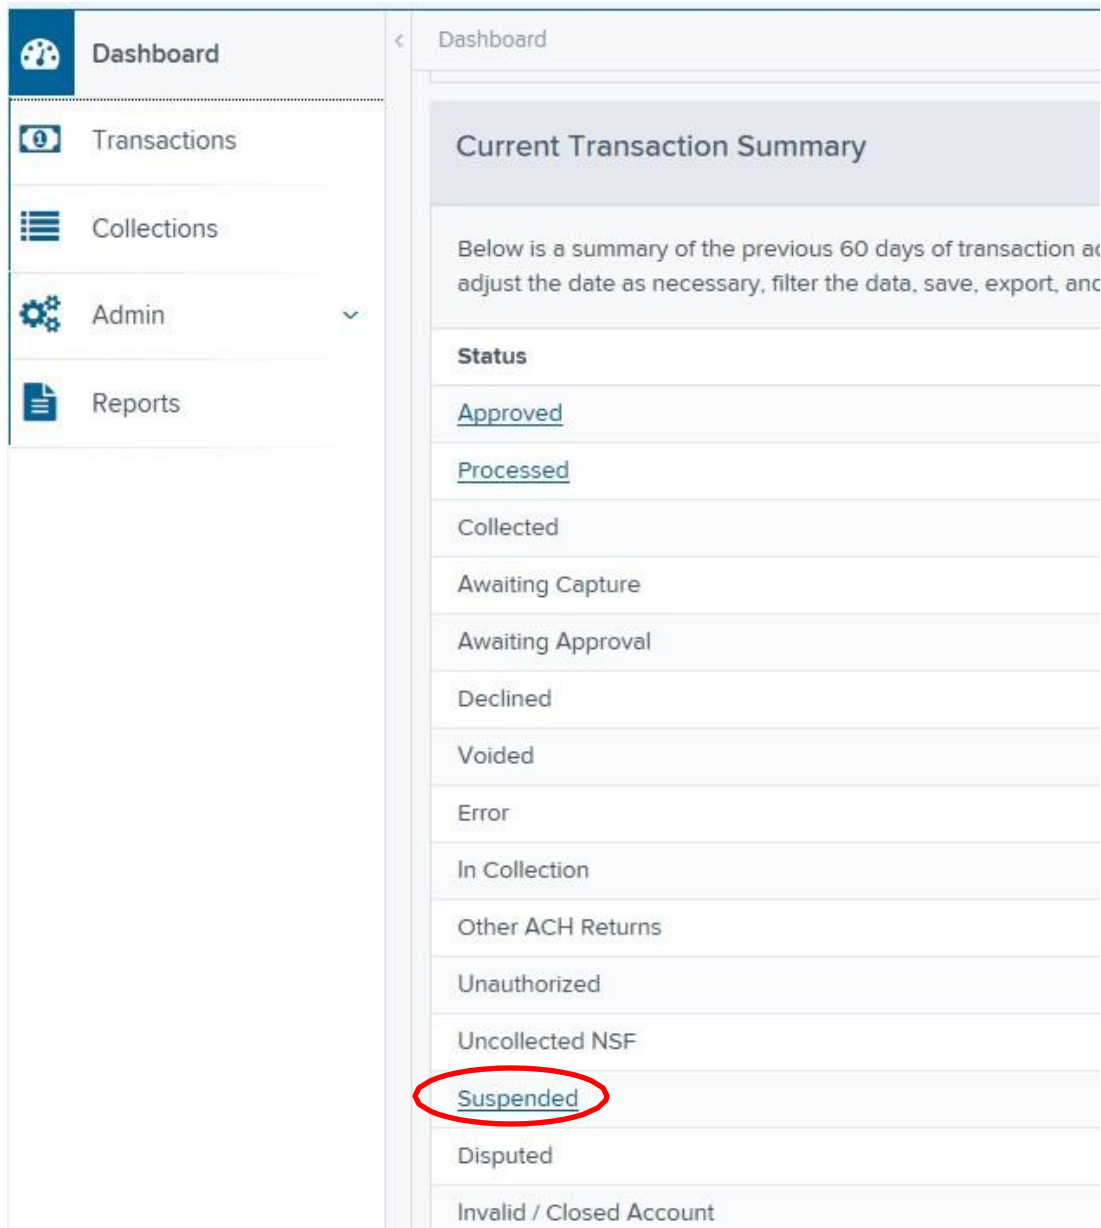 Dashboard
Transactions
Collections
Admin
Reports
Dashboard
Current Transaction Summary
Below is a summary of the previous 60 days of transaction
adjust the date as necessary, filter the data, save, export,
Status
Approved
Processed
Collected
Awaiting Capture
Awaiting Approval
Declined
Voided
Error
In Collection
Other ACH Returns
Unauthorized
Uncollected NSF
Suspended
Disputed
Invalid / Closed Account